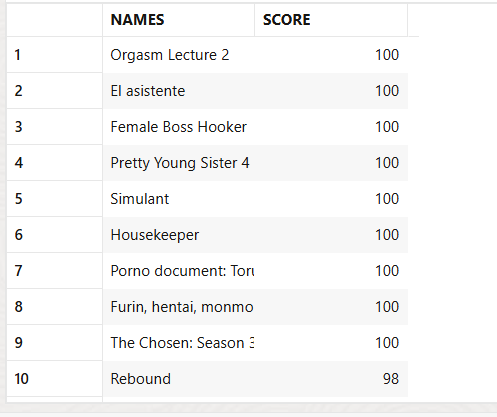 NAMES SCORE
1 Orgasm Lecture 2 100
2 El asistente 100
3 Female Boss Hooker 100
4 Pretty Young Sister 4 100
5 Simulant 100
6 Housekeeper 100
7 Porno document: Toru 100
8 Furin, hentai, monmo 100
9 The Chosen: Season 3 100
10 Rebound 98